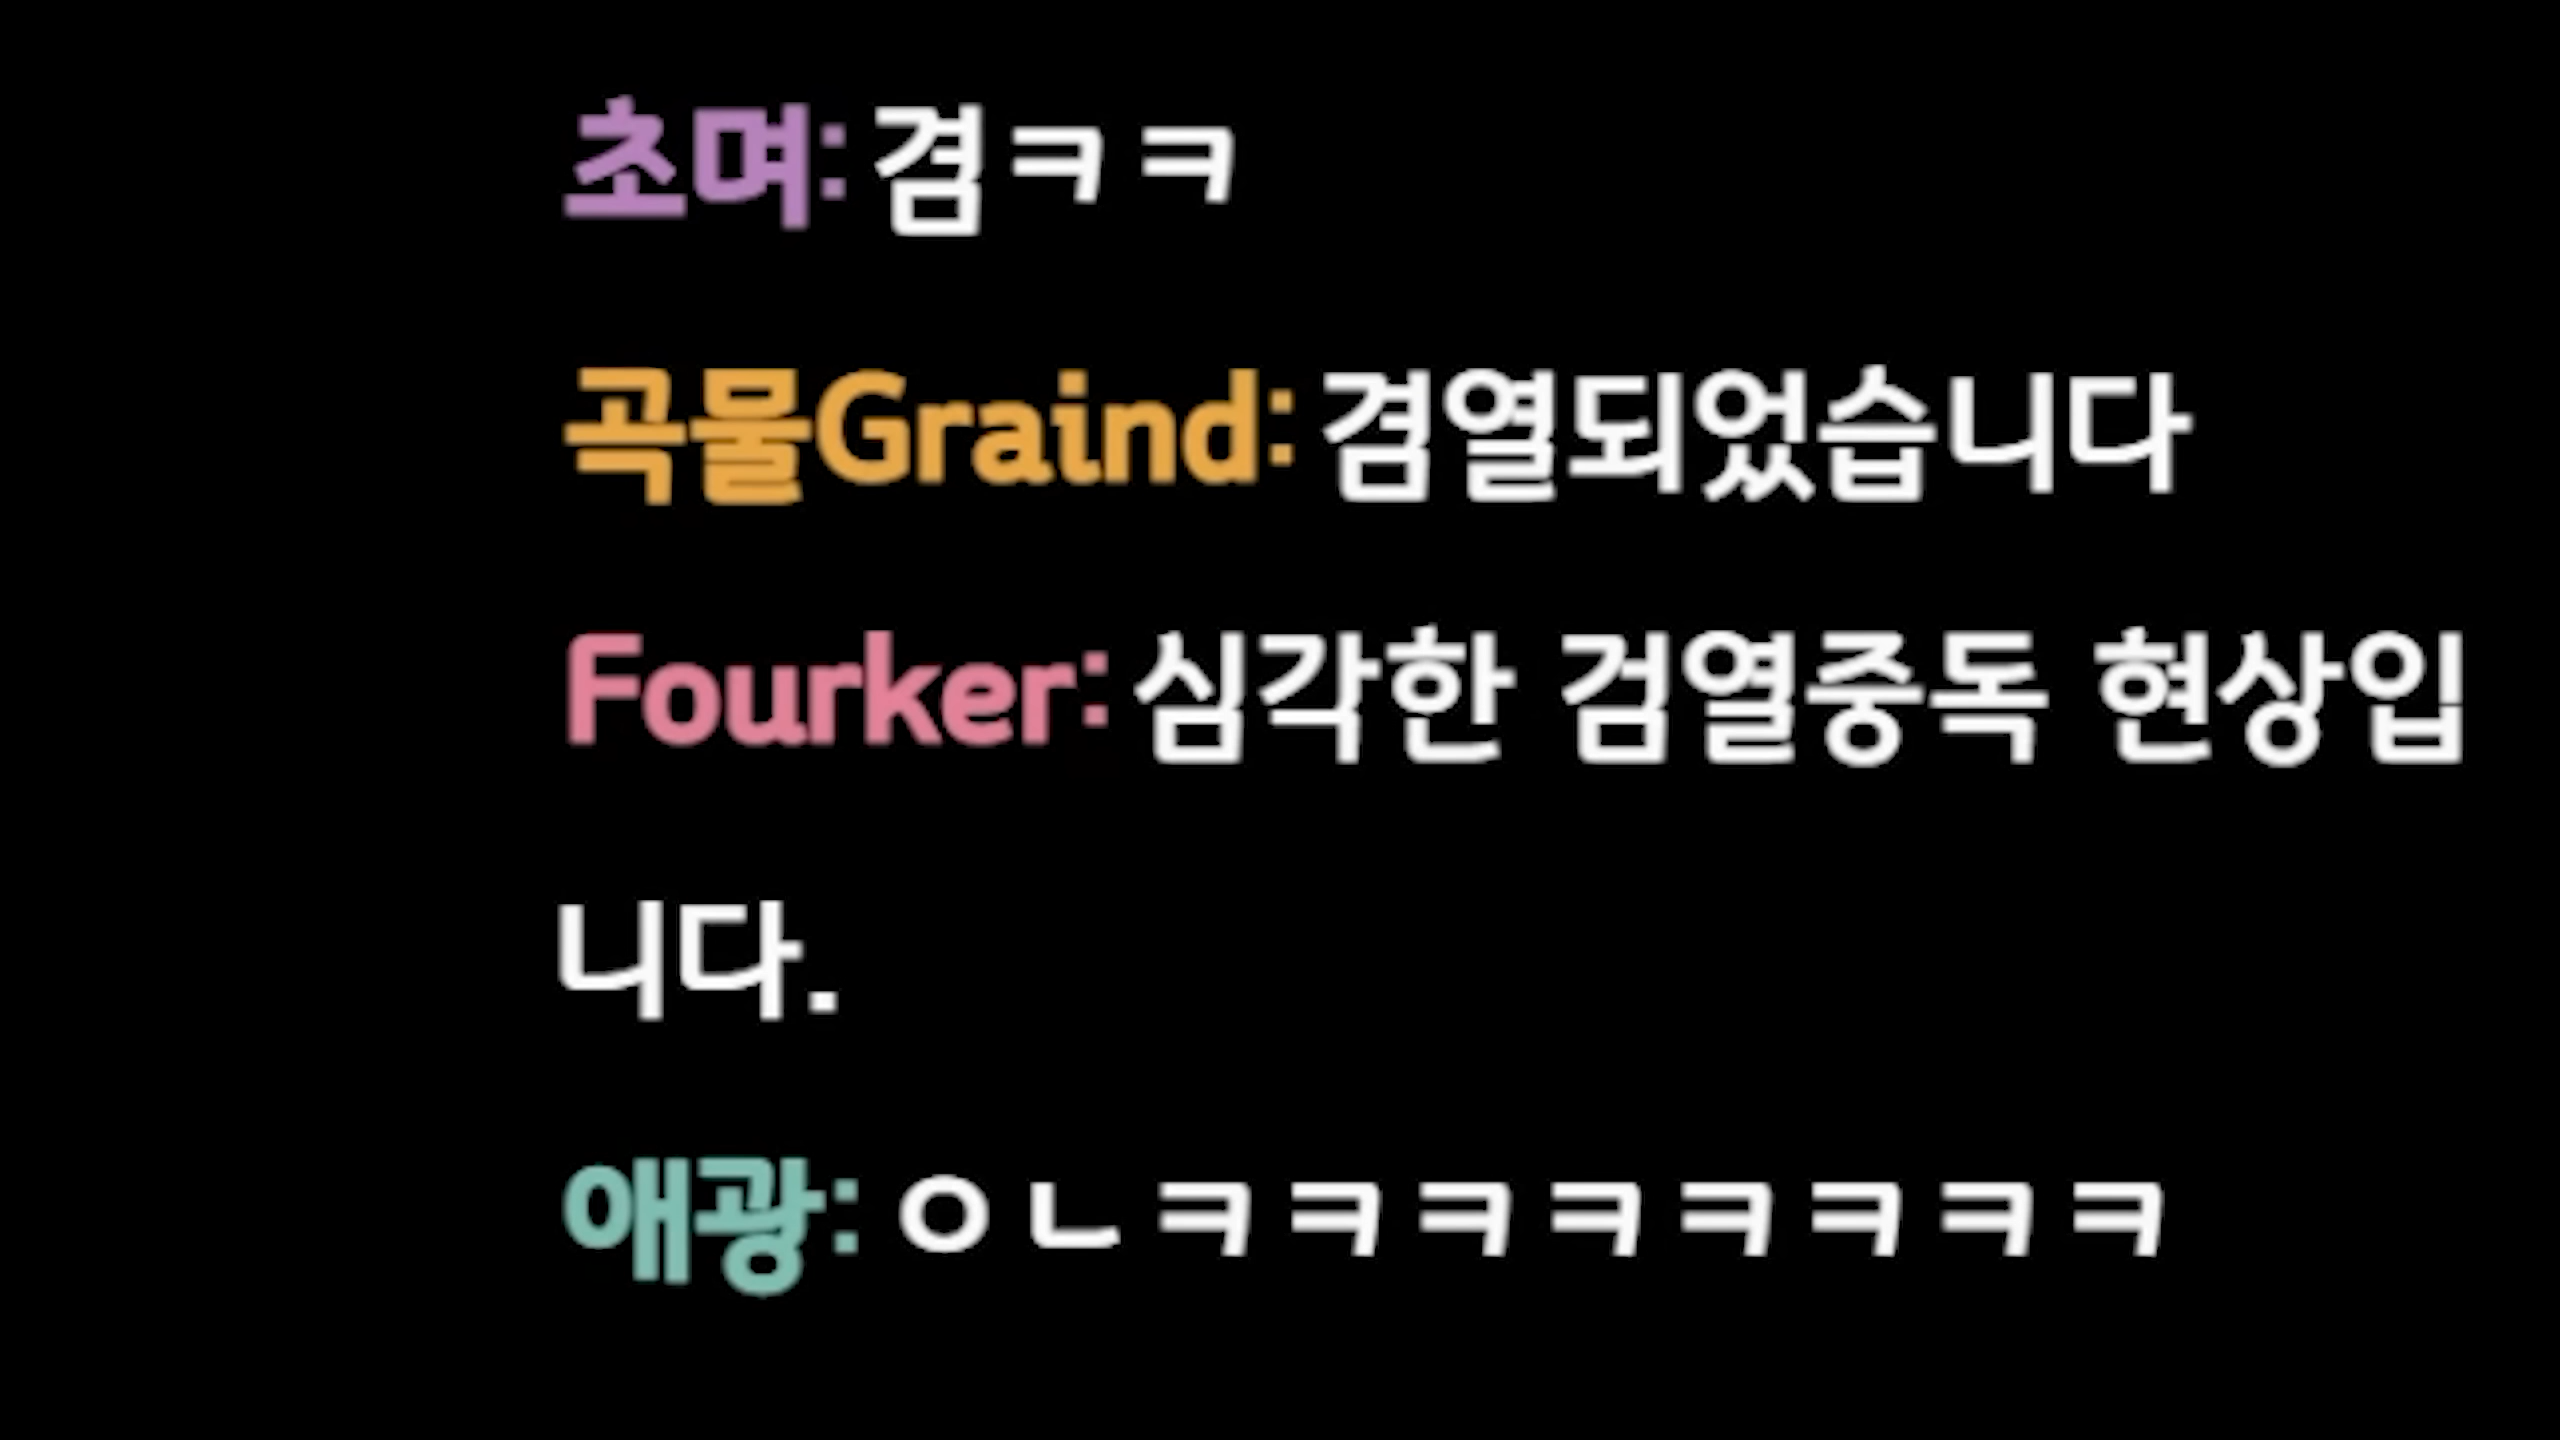 초며: 겸ㅋㅋ
곡물Graind: 겸열되었습니다
Fourker: 심각한 검열중독 현상입
니다.
애광: ㅇㄴㅋㅋㅋㅋㅋㅋㅋㅋ